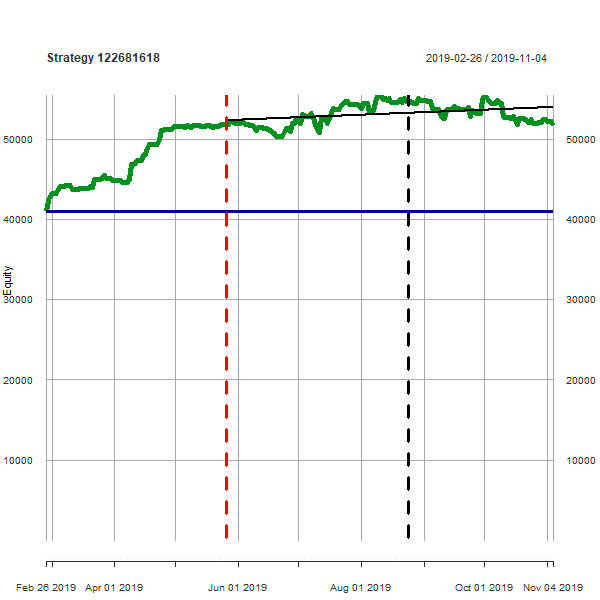 Strategy 122681618
2019-02-26 / 2019-11-04
50000 50000
40000 40000
Equity
30000 30000
20000 20000
10000 10000
Feb 26 2019 Apr 01 2019 Jun 01 2019 Aug 01 2019 Oct 01 2019 Nov 04 2019